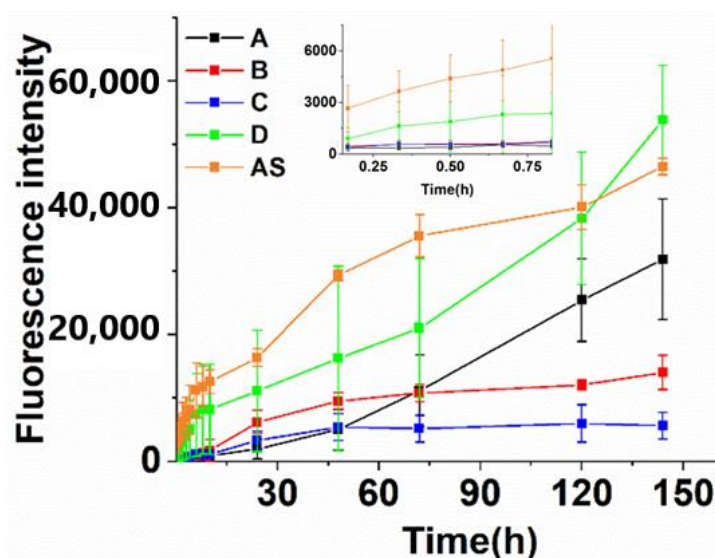 Fluorescence intensity
60,000
40,000
20,000
0
A
B
C
D
AS
6000
3000
0
0.25 0.50 0.75
Time(h)
30 60 90 120 150
Time(h)